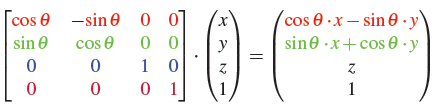 [cos θ  −sin θ  0  0] (x) (cos θ · x − sin θ · y)
[sin θ  cos θ  0  0] · (y) = (sin θ · x + cos θ · y)
[0  0  1  0] (z) (z)
[0  0  0  1] (1) (1)